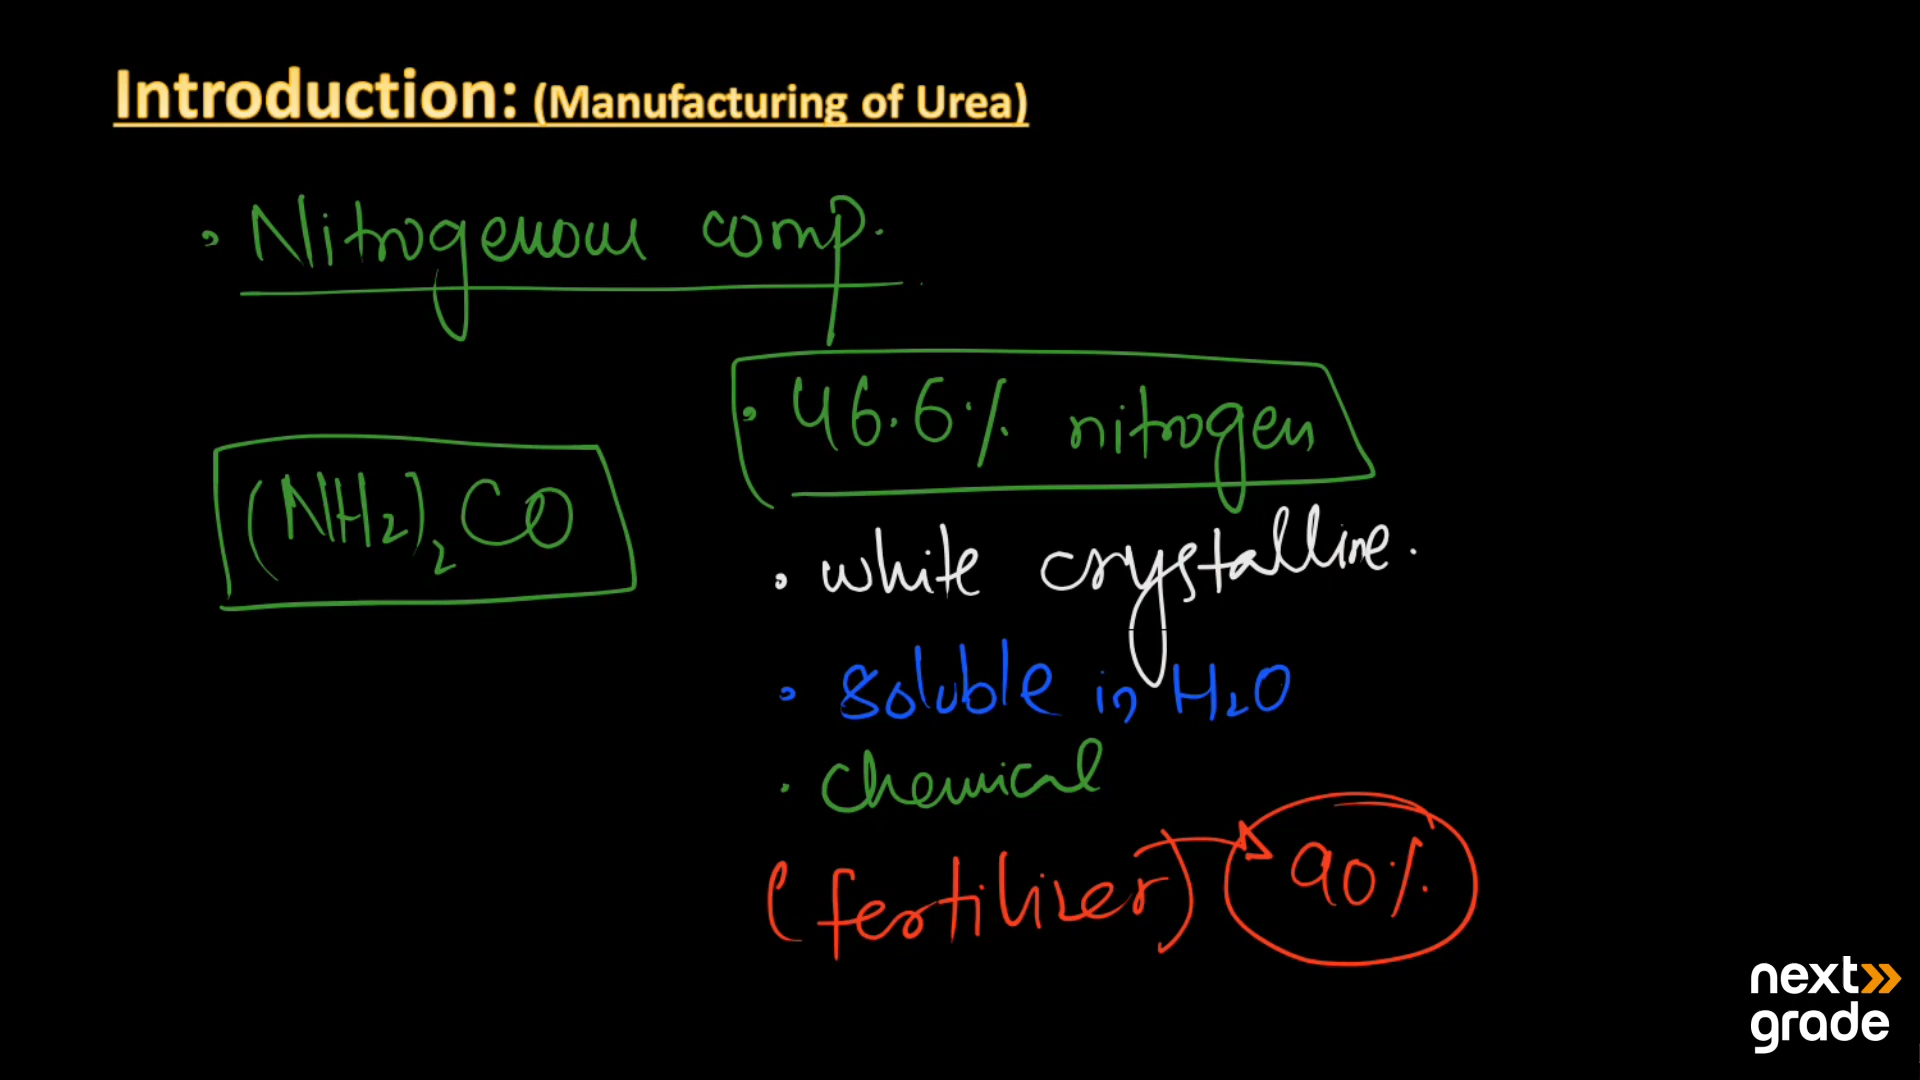 Introduction: (Manufacturing of Urea)
• Nitrogenous comp.
• 46.6% nitrogen
(NH2)2CO
• white crystalline.
• soluble in H2O
• chemical
(fertilizer) → 90%
next»
grade